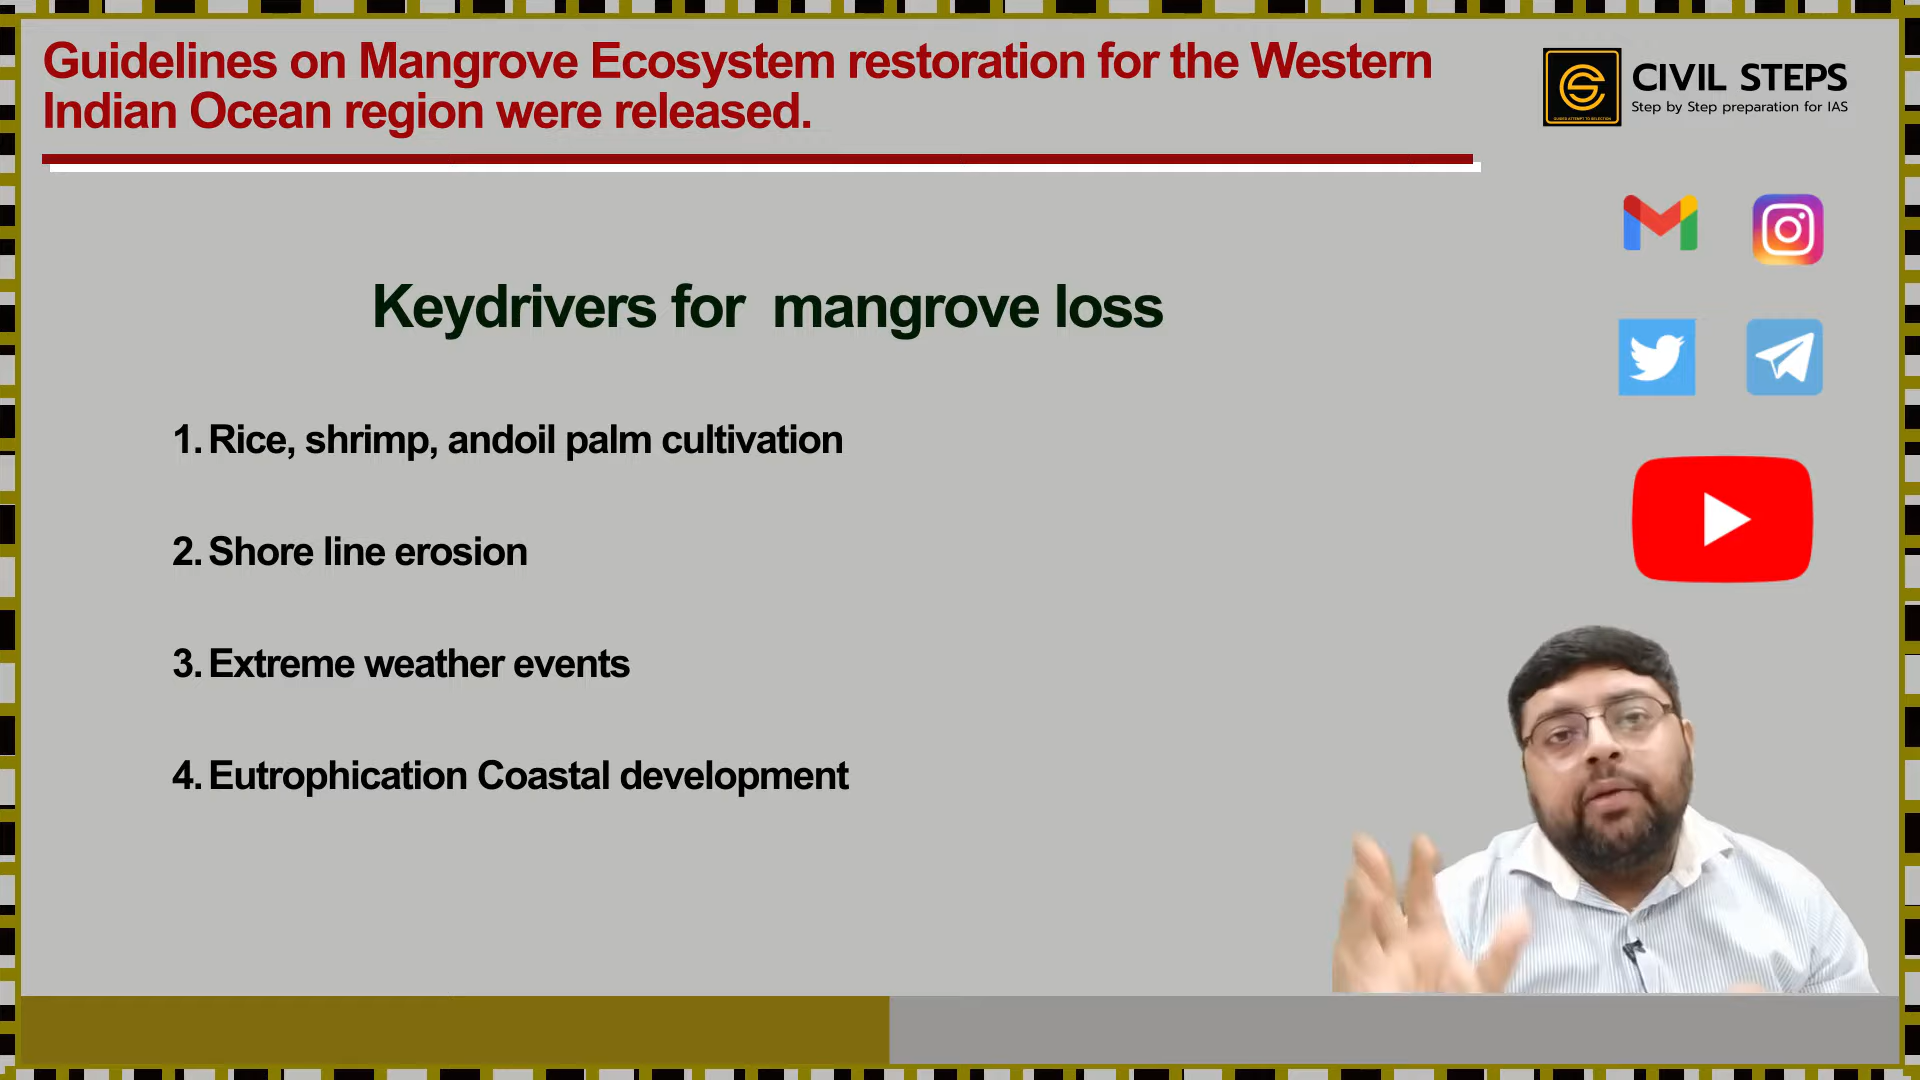 Guidelines on Mangrove Ecosystem restoration for the Western
Indian Ocean region were released.
CIVIL STEPS
Step by Step preparation for IAS
Keydrivers for mangrove loss
1. Rice, shrimp, andoil palm cultivation
2. Shore line erosion
3. Extreme weather events
4. Eutrophication Coastal development